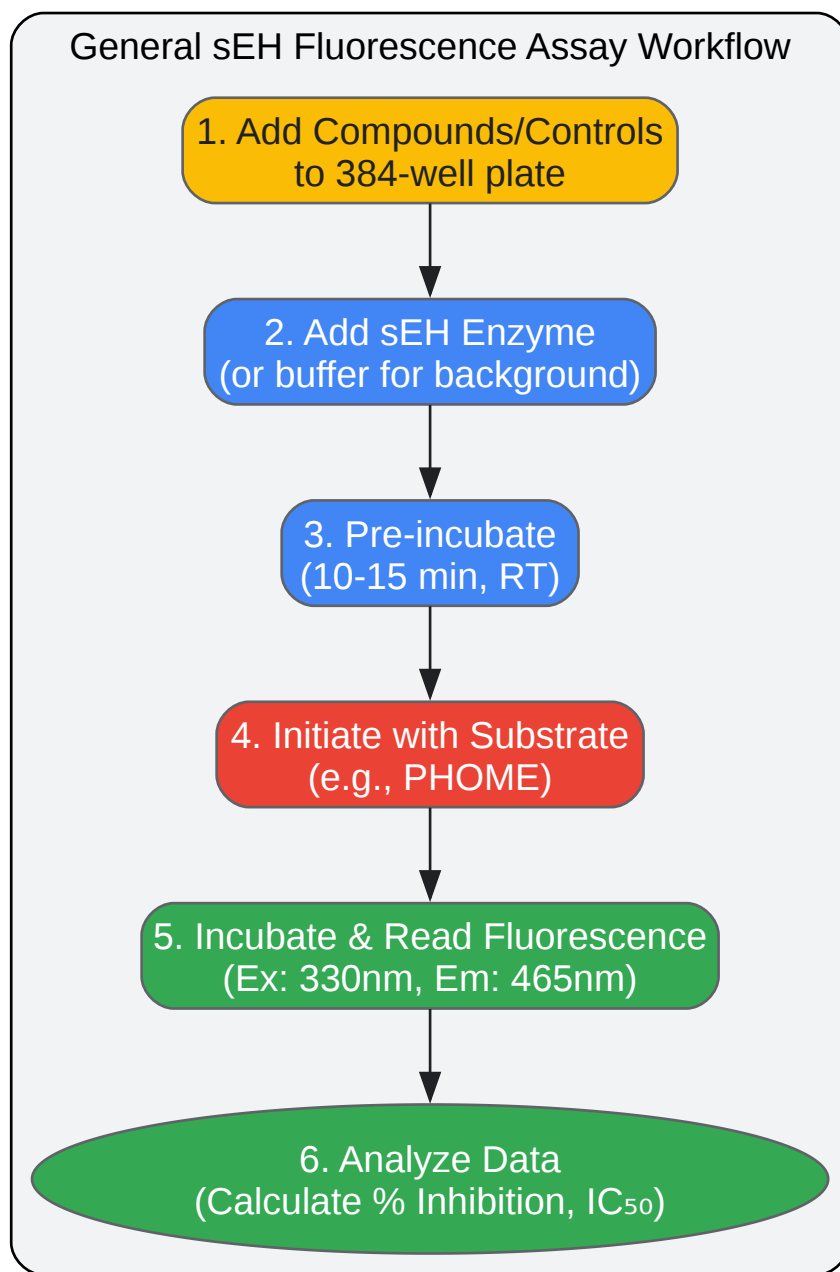 General sEH Fluorescence Assay Workflow
1. Add Compounds/Controls
to 384-well plate
2. Add sEH Enzyme
(or buffer for background)
3. Pre-incubate
(10-15 min, RT)
4. Initiate with Substrate
(e.g., PHOME)
5. Incubate & Read Fluorescence
(Ex: 330nm, Em: 465nm)
6. Analyze Data
(Calculate % Inhibition, IC₅₀)